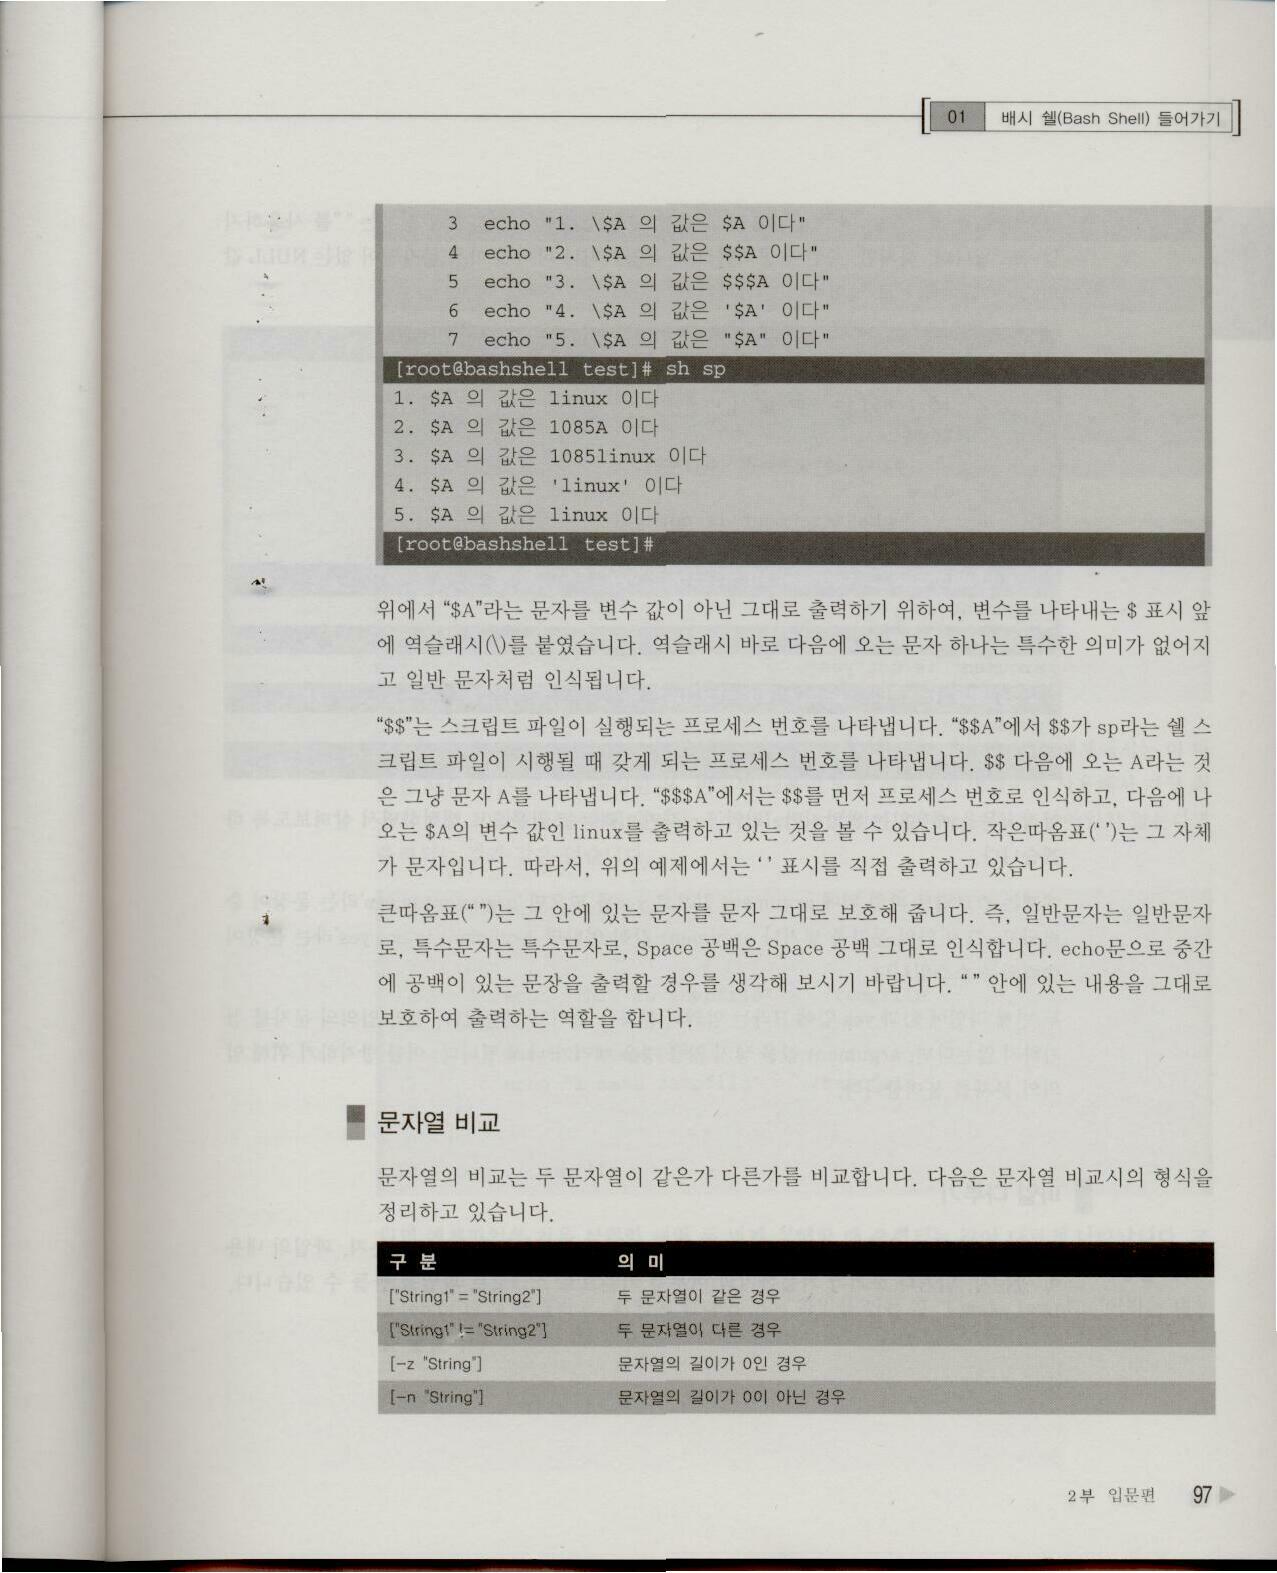 01 배시 쉘(Bash Shell) 들어가기
3 echo "1. \$A 의 값은 $A 이다"
4 echo "2. \$A 의 값은 $$A 이다"
5 echo "3. \$A 의 값은 $$$A 이다"
6 echo "4. \$A 의 값은 '$A' 이다"
7 echo "5. \$A 의 값은 "$A" 이다"
[root@bashshell test]# sh sp
1. $A 의 값은 linux 이다
2. $A 의 값은 1085A 이다
3. $A 의 값은 1085linux 이다
4. $A 의 값은 'linux' 이다
5. $A 의 값은 linux 이다
[root@bashshell test]#
위에서 “$A”라는 문자를 변수 값이 아닌 그대로 출력하기 위하여, 변수를 나타내는 $ 표시 앞
에 역슬래시(\)를 붙였습니다. 역슬래시 바로 다음에 오는 문자 하나는 특수한 의미가 없어지
고 일반 문자처럼 인식됩니다.
“$$”는 스크립트 파일이 실행되는 프로세스 번호를 나타냅니다. “$$A”에서 $$가 sp라는 쉘 스
크립트 파일이 시행될 때 갖게 되는 프로세스 번호를 나타냅니다. $$ 다음에 오는 A라는 것
은 그냥 문자 A를 나타냅니다. “$$$A”에서는 $$를 먼저 프로세스 번호로 인식하고, 다음에 나
오는 $A의 변수 값인 linux를 출력하고 있는 것을 볼 수 있습니다. 작은따옴표(‘ ’)는 그 자체
가 문자입니다. 따라서, 위의 예제에서는 ‘ ’ 표시를 직접 출력하고 있습니다.
큰따옴표(“ ”)는 그 안에 있는 문자를 문자 그대로 보호해 줍니다. 즉, 일반문자는 일반문자
로, 특수문자는 특수문자로, Space 공백은 Space 공백 그대로 인식합니다. echo문으로 중간
에 공백이 있는 문장을 출력할 경우를 생각해 보시기 바랍니다. “ ” 안에 있는 내용을 그대로
보호하여 출력하는 역할을 합니다.
문자열 비교
문자열의 비교는 두 문자열이 같은가 다른가를 비교합니다. 다음은 문자열 비교시의 형식을
정리하고 있습니다.
구 분 의 미
["String1" = "String2"] 두 문자열이 같은 경우
["String1" != "String2"] 두 문자열이 다른 경우
[-z "String"] 문자열의 길이가 0인 경우
[-n "String"] 문자열의 길이가 0이 아닌 경우
2부 입문편 97